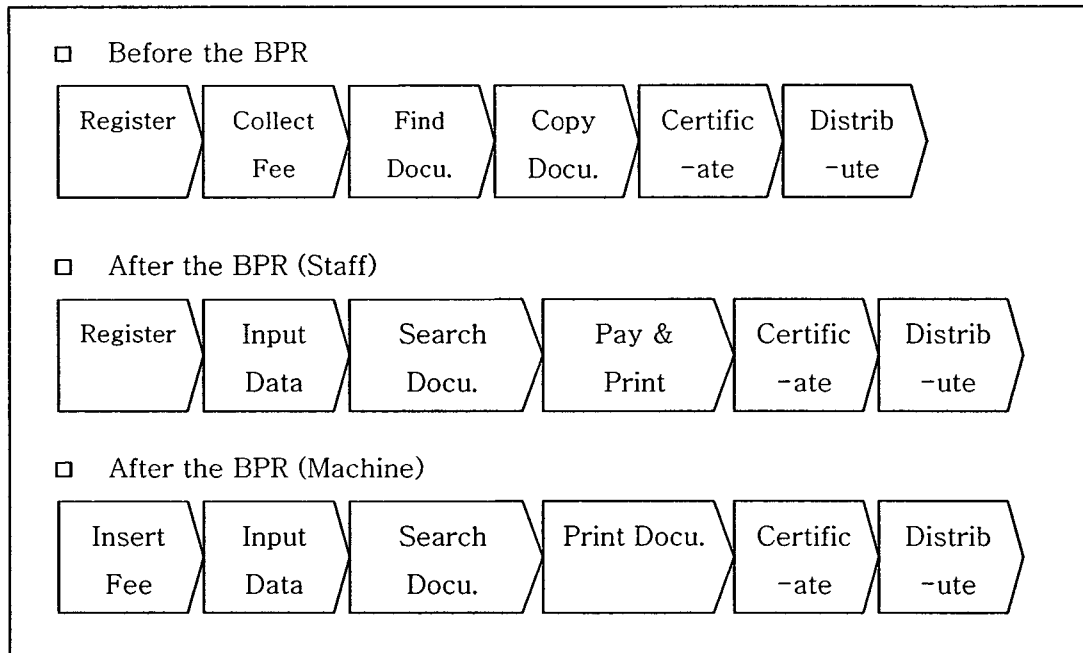 □ Before the BPR
Register Collect Find Copy Certific Distrib
Fee Docu. Docu. -ate -ute
□ After the BPR (Staff)
Register Input Search Pay & Certific Distrib
Data Docu. Print -ate -ute
□ After the BPR (Machine)
Insert Input Search Print Docu. Certific Distrib
Fee Data Docu. -ate -ute